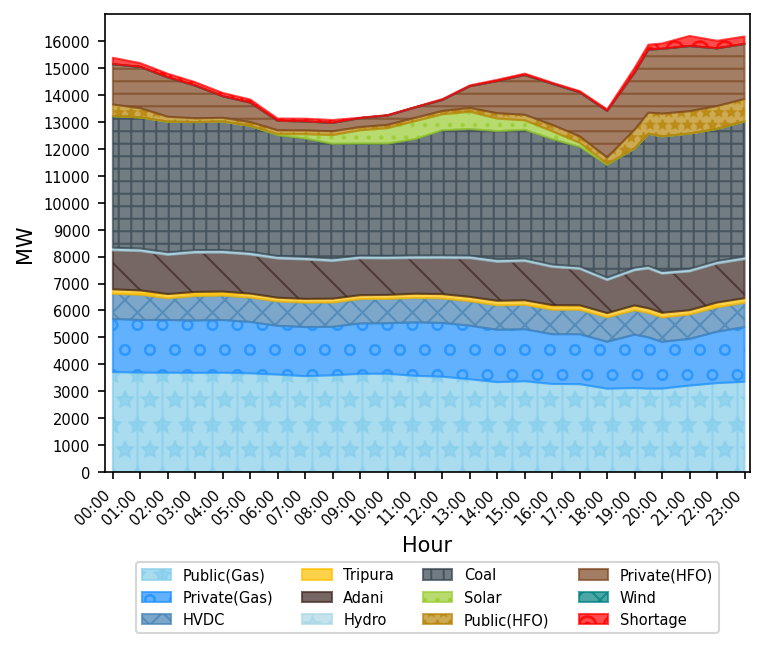 16000
15000
14000
13000
12000
11000
10000
9000
8000
7000
6000
5000
4000
3000
2000
1000
0
MW
00:00 01:00 02:00 03:00 04:00 05:00 06:00 07:00 08:00 09:00 10:00 11:00 12:00 13:00 14:00 15:00 16:00 17:00 18:00 19:00 20:00 21:00 22:00 23:00
Hour
Public(Gas) Tripura Coal Private(HFO)
Private(Gas) Adani Solar Wind
HVDC Hydro Public(HFO) Shortage